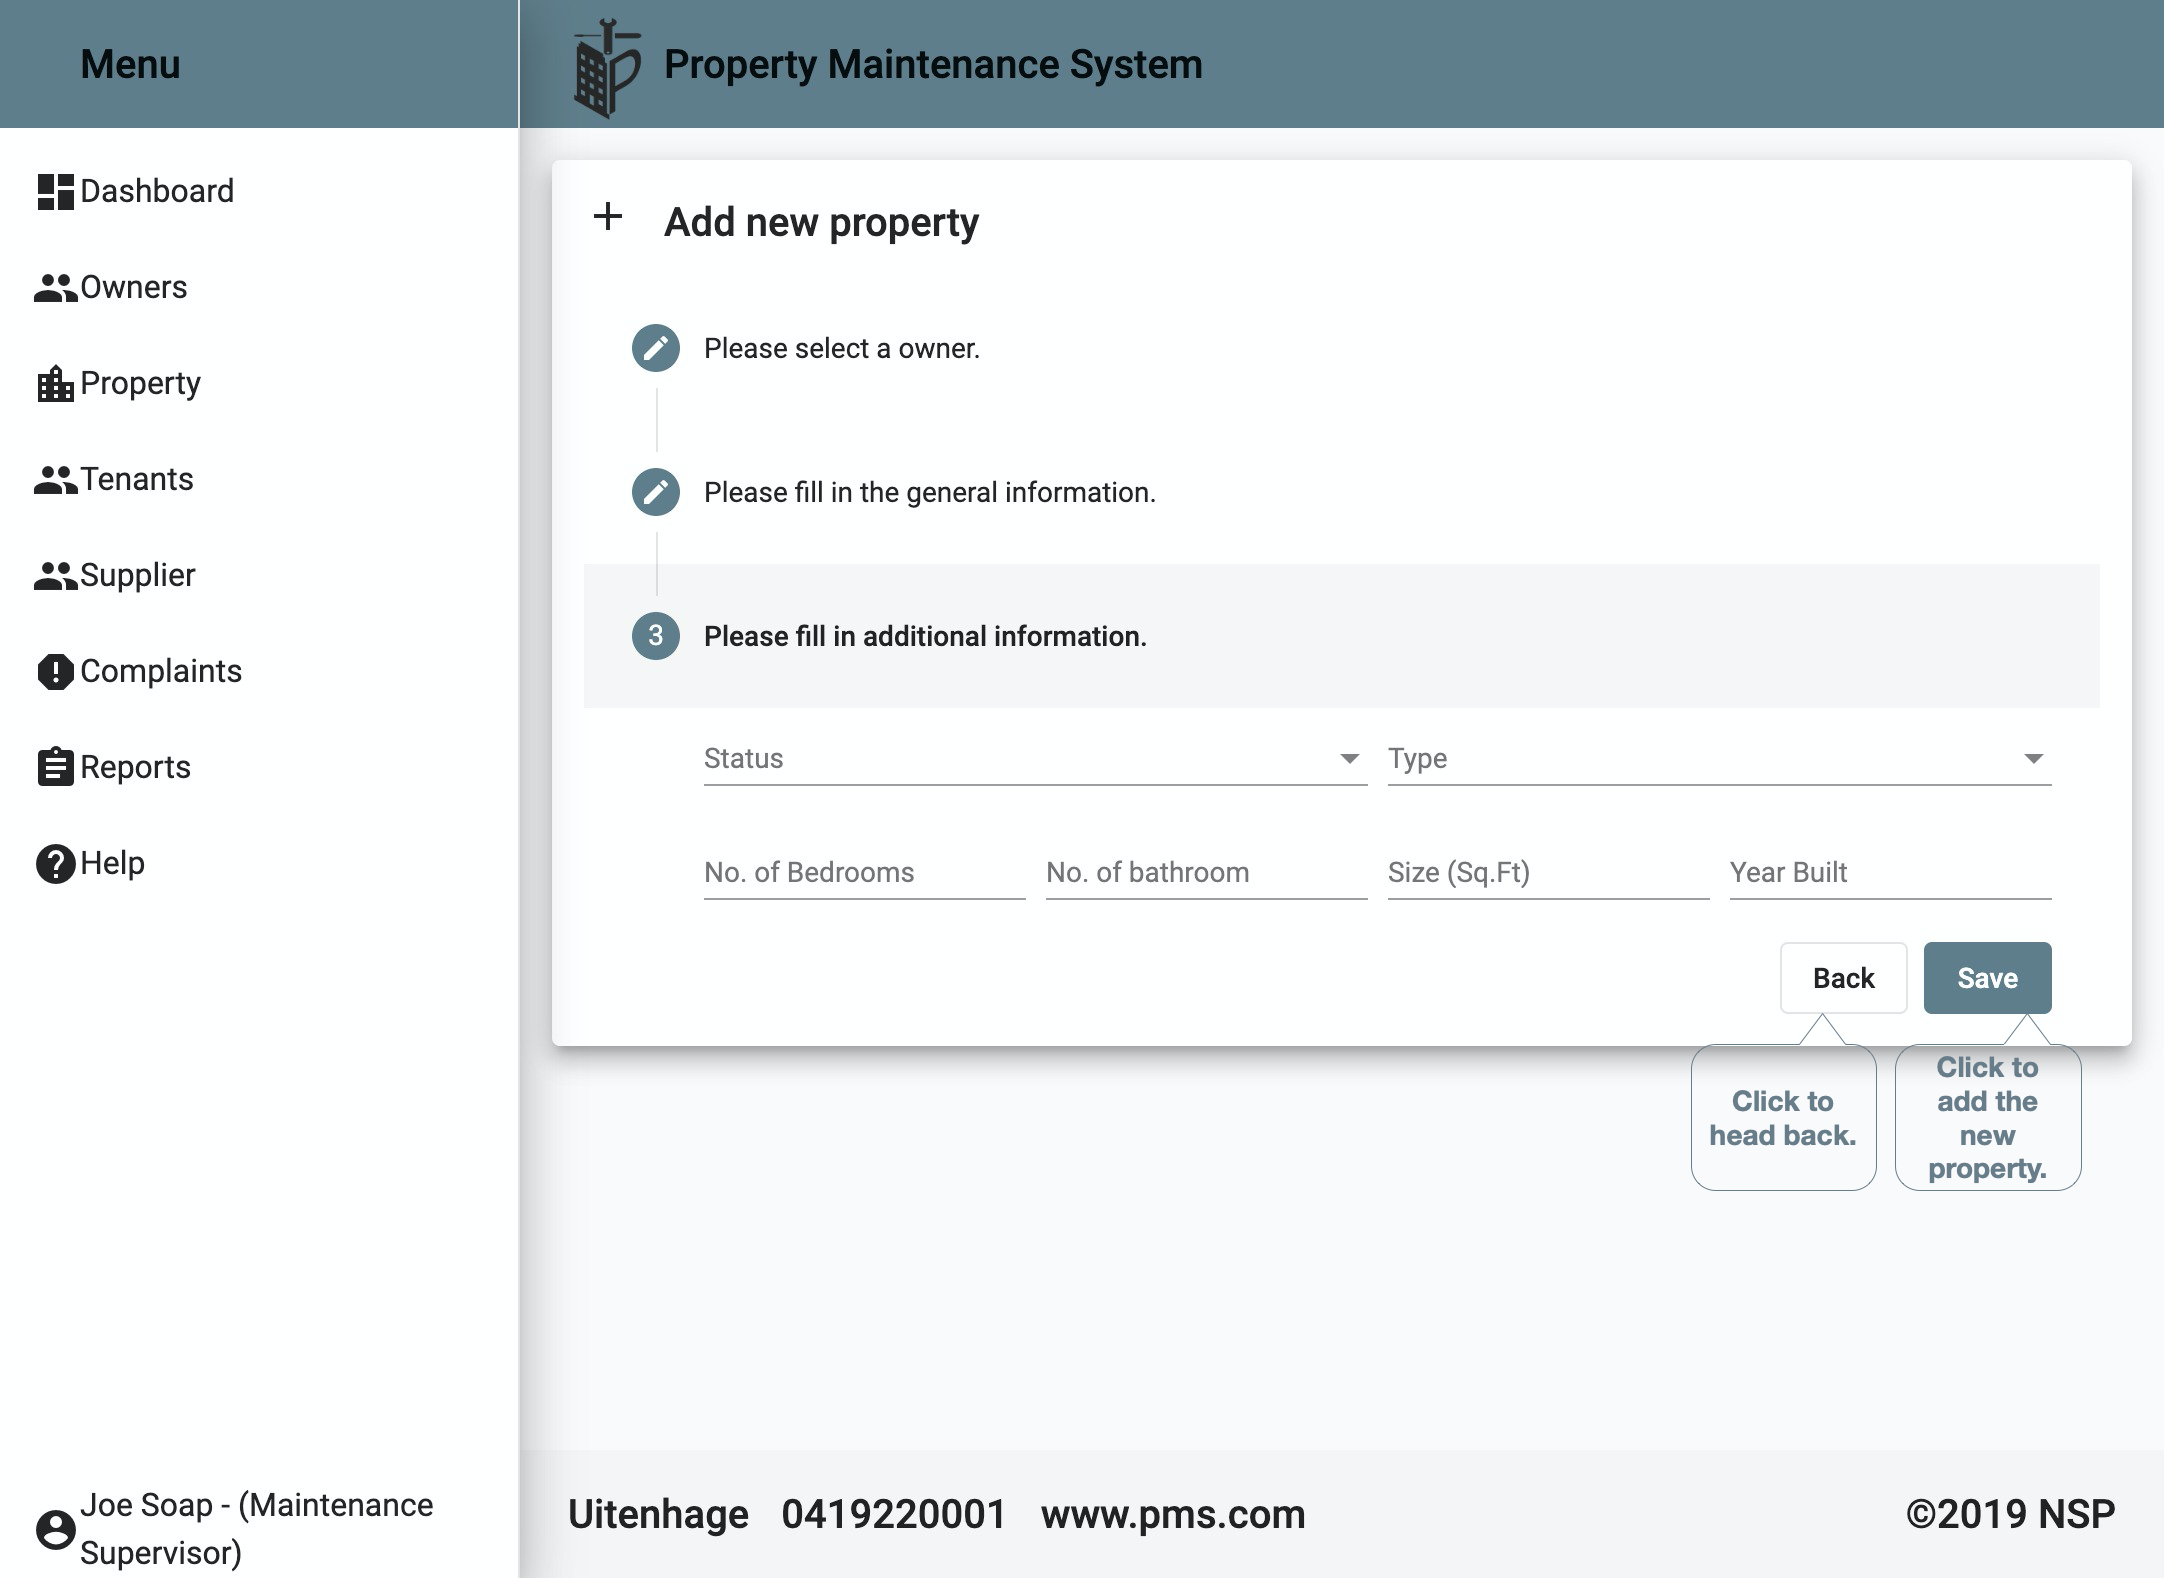 Menu
Property Maintenance System
Dashboard
Owners
Property
Tenants
Supplier
Complaints
Reports
Help
Joe Soap - (Maintenance
Supervisor)
Add new property
Please select a owner.
Please fill in the general information.
3 Please fill in additional information.
Status Type
No. of Bedrooms No. of bathroom Size (Sq.Ft) Year Built
Back Save
Click to
head back.
Click to
add the
new
property.
Uitenhage 0419220001 www.pms.com ©2019 NSP